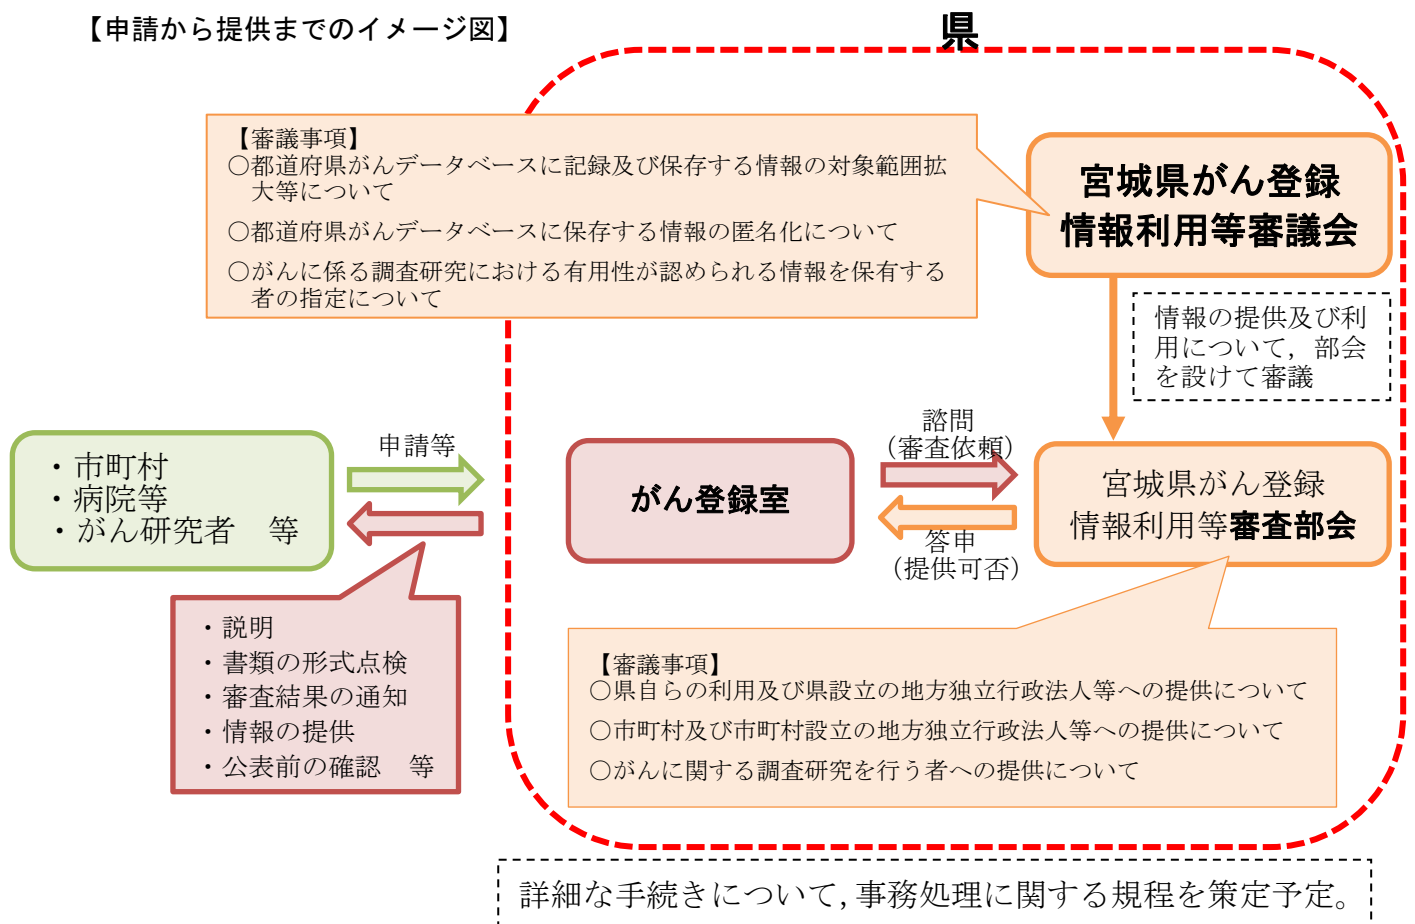 【申請から提供までのイメージ図】
県
【審議事項】
○都道府県がんデータベースに記録及び保存する情報の対象範囲拡
大等について
○都道府県がんデータベースに保存する情報の匿名化について
○がんに係る調査研究における有用性が認められる情報を保有する
者の指定について
宮城県がん登録
情報利用等審議会
情報の提供及び利
用について，部会
を設けて審議
・市町村
・病院等
・がん研究者　等
申請等
がん登録室
諮問
（審査依頼）
答申
（提供可否）
宮城県がん登録
情報利用等審査部会
・説明
・書類の形式点検
・審査結果の通知
・情報の提供
・公表前の確認　等
【審議事項】
○県自らの利用及び県設立の地方独立行政法人等への提供について
○市町村及び市町村設立の地方独立行政法人等への提供について
○がんに関する調査研究を行う者への提供について
詳細な手続きについて，事務処理に関する規程を策定予定。